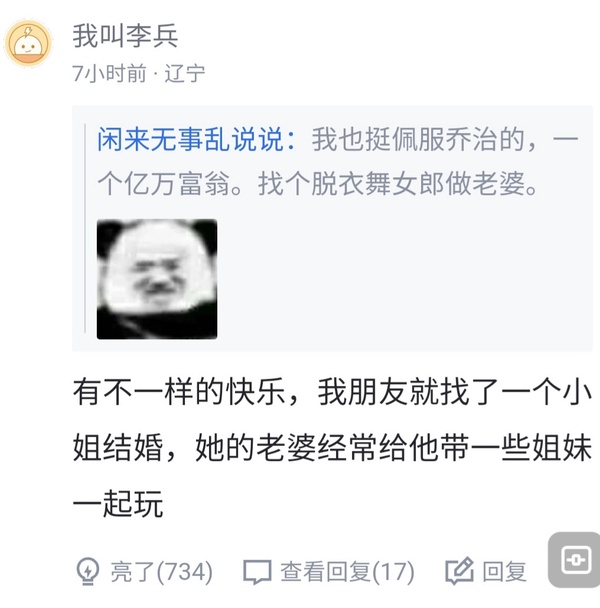 我叫李兵
7小时前 · 辽宁
闲来无事乱说说：我也挺佩服乔治的，一
个亿万富翁。找个脱衣舞女郎做老婆。
有不一样的快乐，我朋友就找了一个小
姐结婚，她的老婆经常给他带一些姐妹
一起玩
亮了(734) 查看回复(17) 回复